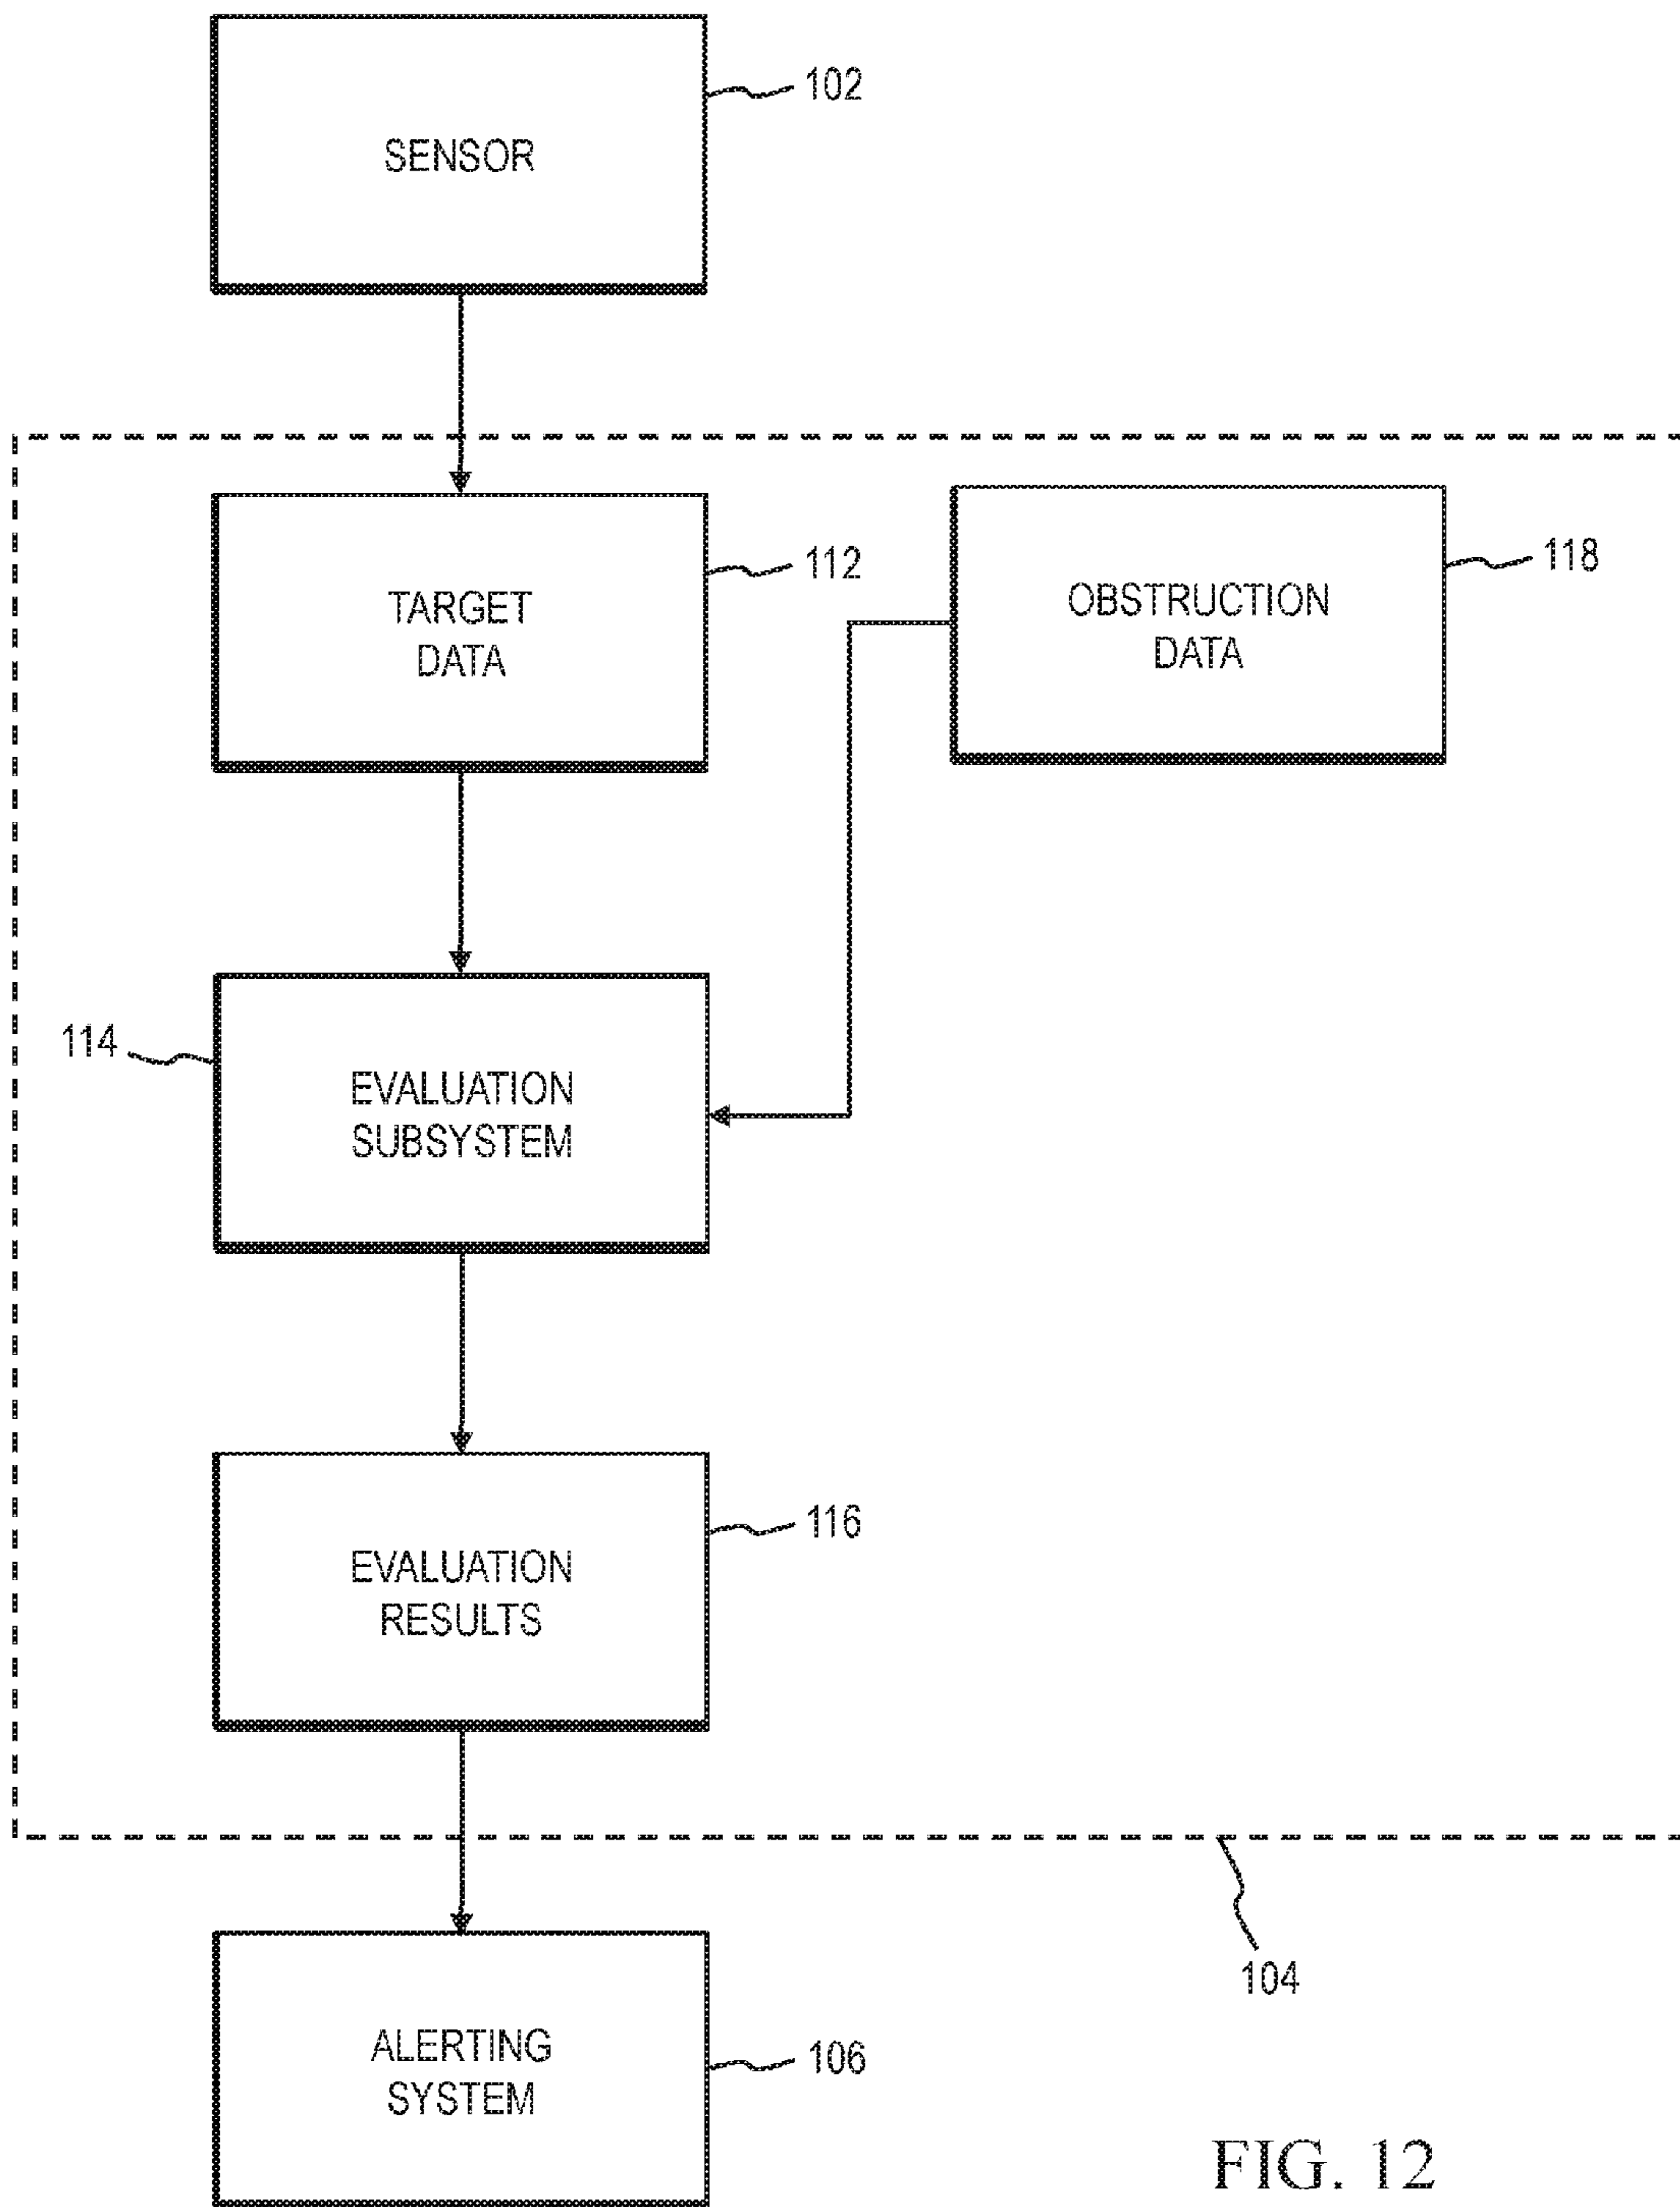 102
SENSOR
112
TARGET
DATA
118
OBSTRUCTION
DATA
114
EVALUATION
SUBSYSTEM
116
EVALUATION
RESULTS
104
ALERTING
SYSTEM
106
FIG. 12